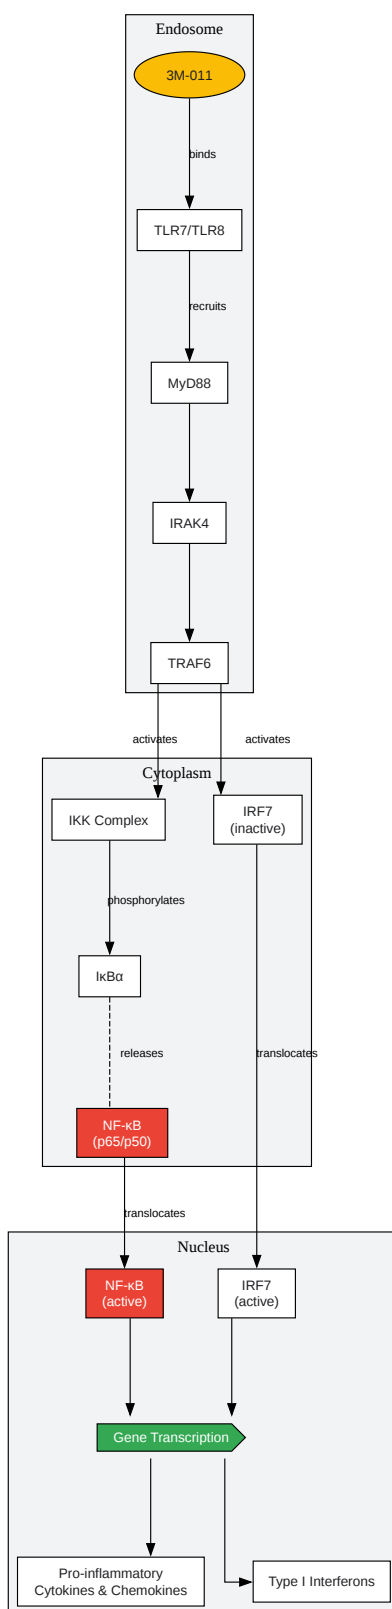 Endosome
3M-011
binds
TLR7/TLR8
recruits
MyD88
IRAK4
TRAF6
activates
activates
Cytoplasm
IKK Complex
IRF7
(inactive)
phosphorylates
IκBα
releases
translocates
NF-κB
(p65/p50)
translocates
Nucleus
NF-κB
(active)
IRF7
(active)
Gene Transcription
Pro-inflammatory
Cytokines & Chemokines
Type I Interferons